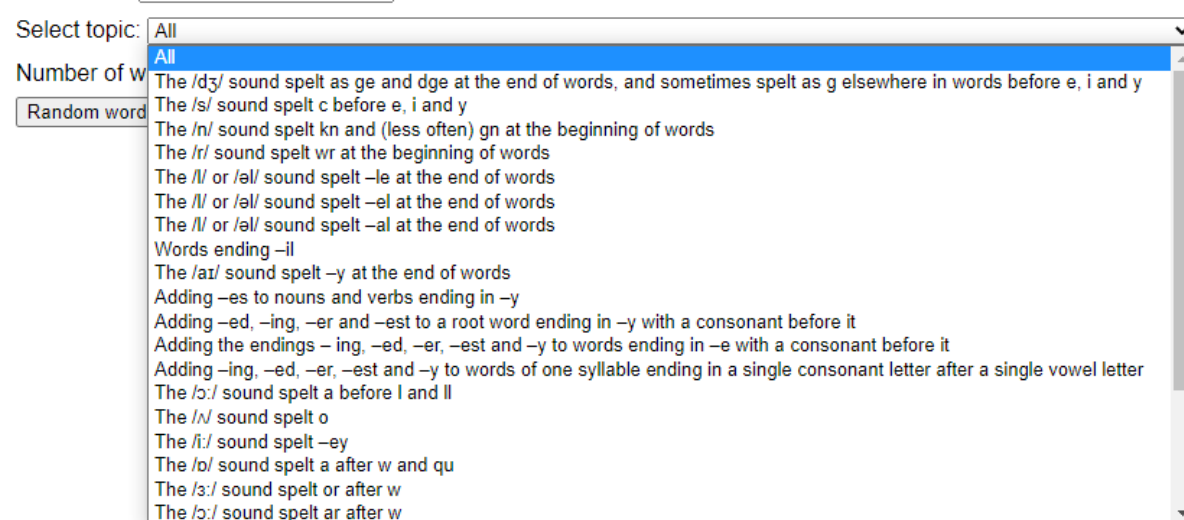 Select topic: All
All
Number of w
The /dʒ/ sound spelt as ge and dge at the end of words, and sometimes spelt as g elsewhere in words before e, i and y
Random word
The /s/ sound spelt c before e, i and y
The /n/ sound spelt kn and (less often) gn at the beginning of words
The /r/ sound spelt wr at the beginning of words
The /l/ or /əl/ sound spelt –le at the end of words
The /l/ or /əl/ sound spelt –el at the end of words
The /l/ or /əl/ sound spelt –al at the end of words
Words ending –il
The /aɪ/ sound spelt –y at the end of words
Adding –es to nouns and verbs ending in –y
Adding –ed, –ing, –er and –est to a root word ending in –y with a consonant before it
Adding the endings – ing, –ed, –er, –est and –y to words ending in –e with a consonant before it
Adding –ing, –ed, –er, –est and –y to words of one syllable ending in a single consonant letter after a single vowel letter
The /ɔ:/ sound spelt a before l and ll
The /ʌ/ sound spelt o
The /i:/ sound spelt –ey
The /ɒ/ sound spelt a after w and qu
The /ɜ:/ sound spelt or after w
The /ɔ:/ sound spelt ar after w